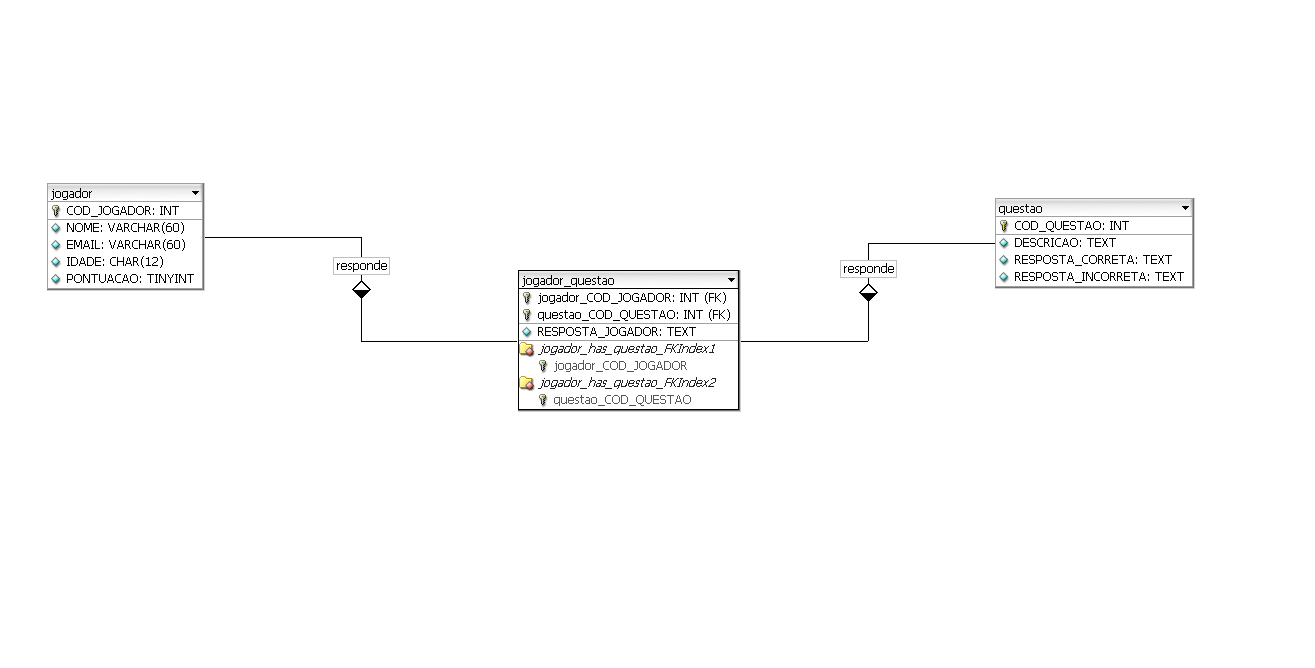 jogador
COD_JOGADOR: INT
NOME: VARCHAR(60)
EMAIL: VARCHAR(60)
IDADE: CHAR(12)
PONTUACAO: TINYINT
responde
jogador_questao
jogador_COD_JOGADOR: INT (FK)
questao_COD_QUESTAO: INT (FK)
RESPOSTA_JOGADOR: TEXT
jogador_has_questao_FKIndex1
jogador_COD_JOGADOR
jogador_has_questao_FKIndex2
questao_COD_QUESTAO
responde
questao
COD_QUESTAO: INT
DESCRICAO: TEXT
RESPOSTA_CORRETA: TEXT
RESPOSTA_INCORRETA: TEXT